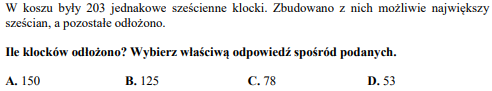 W koszu były 203 jednakowe sześcienne klocki. Zbudowano z nich możliwie największy
sześcian, a pozostałe odłożono.
Ile klocków odłożono? Wybierz właściwą odpowiedź spośród podanych.
A. 150 B. 125 C. 78 D. 53